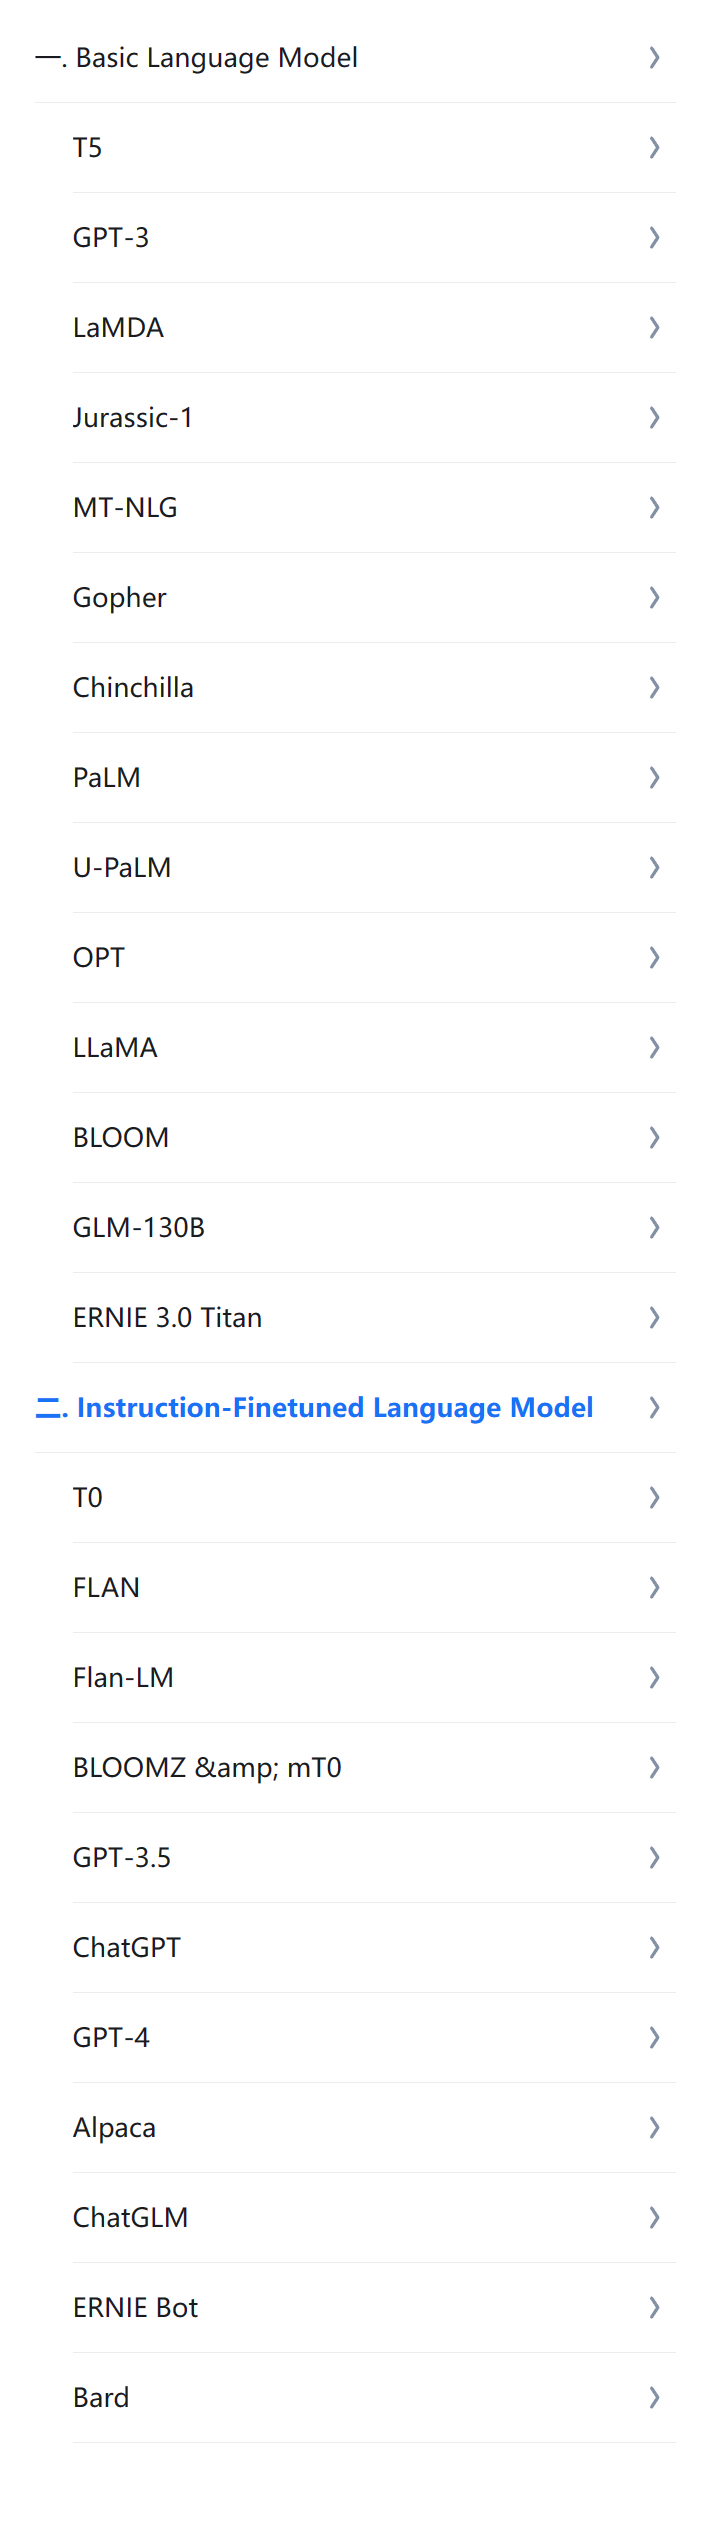 一. Basic Language Model
T5
GPT-3
LaMDA
Jurassic-1
MT-NLG
Gopher
Chinchilla
PaLM
U-PaLM
OPT
LLaMA
BLOOM
GLM-130B
ERNIE 3.0 Titan
二. Instruction-Finetuned Language Model
T0
FLAN
Flan-LM
BLOOMZ &amp; mT0
GPT-3.5
ChatGPT
GPT-4
Alpaca
ChatGLM
ERNIE Bot
Bard